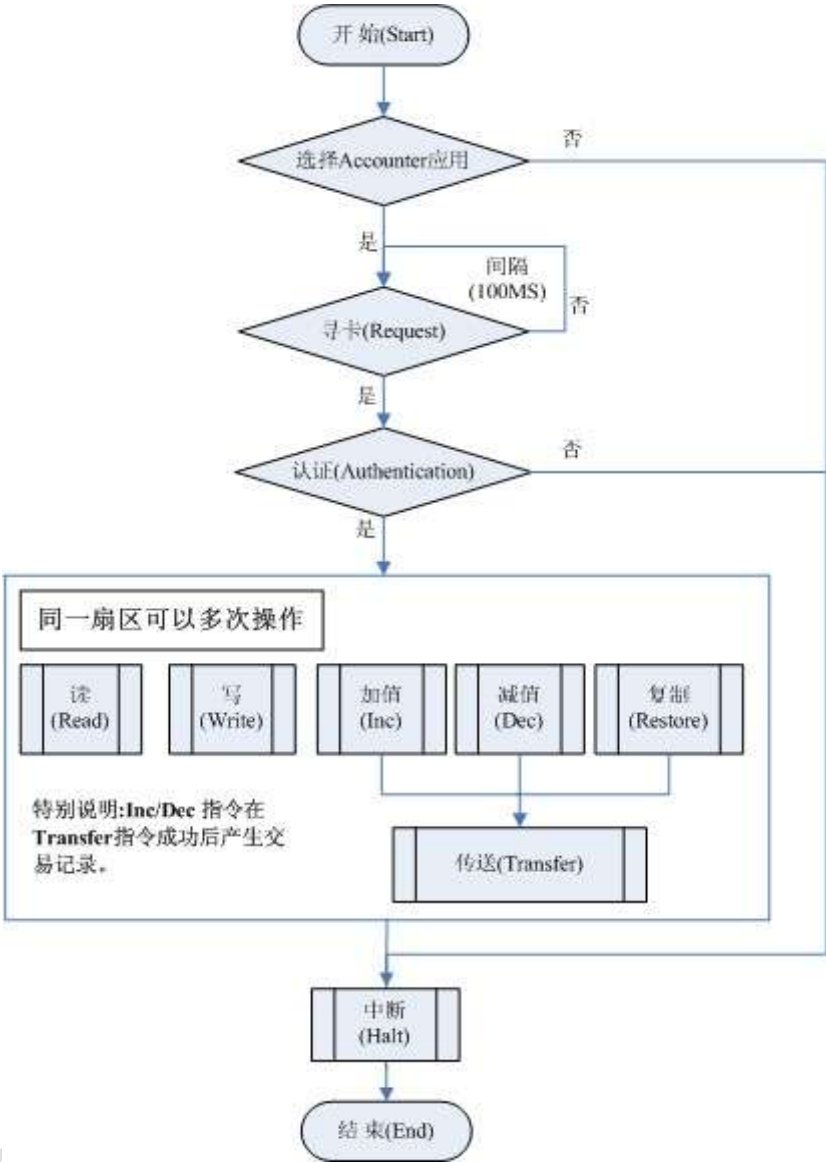 开 始(Start)
选择Accounter应用
否
是
间隔
(100MS)
否
寻卡(Request)
是
认证(Authentication)
否
是
同一扇区可以多次操作
读
(Read)
写
(Write)
加值
(Inc)
减值
(Dec)
复制
(Restore)
特别说明:Inc/Dec 指令在
Transfer指令成功后产生交
易记录。
传送(Transfer)
中断
(Halt)
结 束(End)